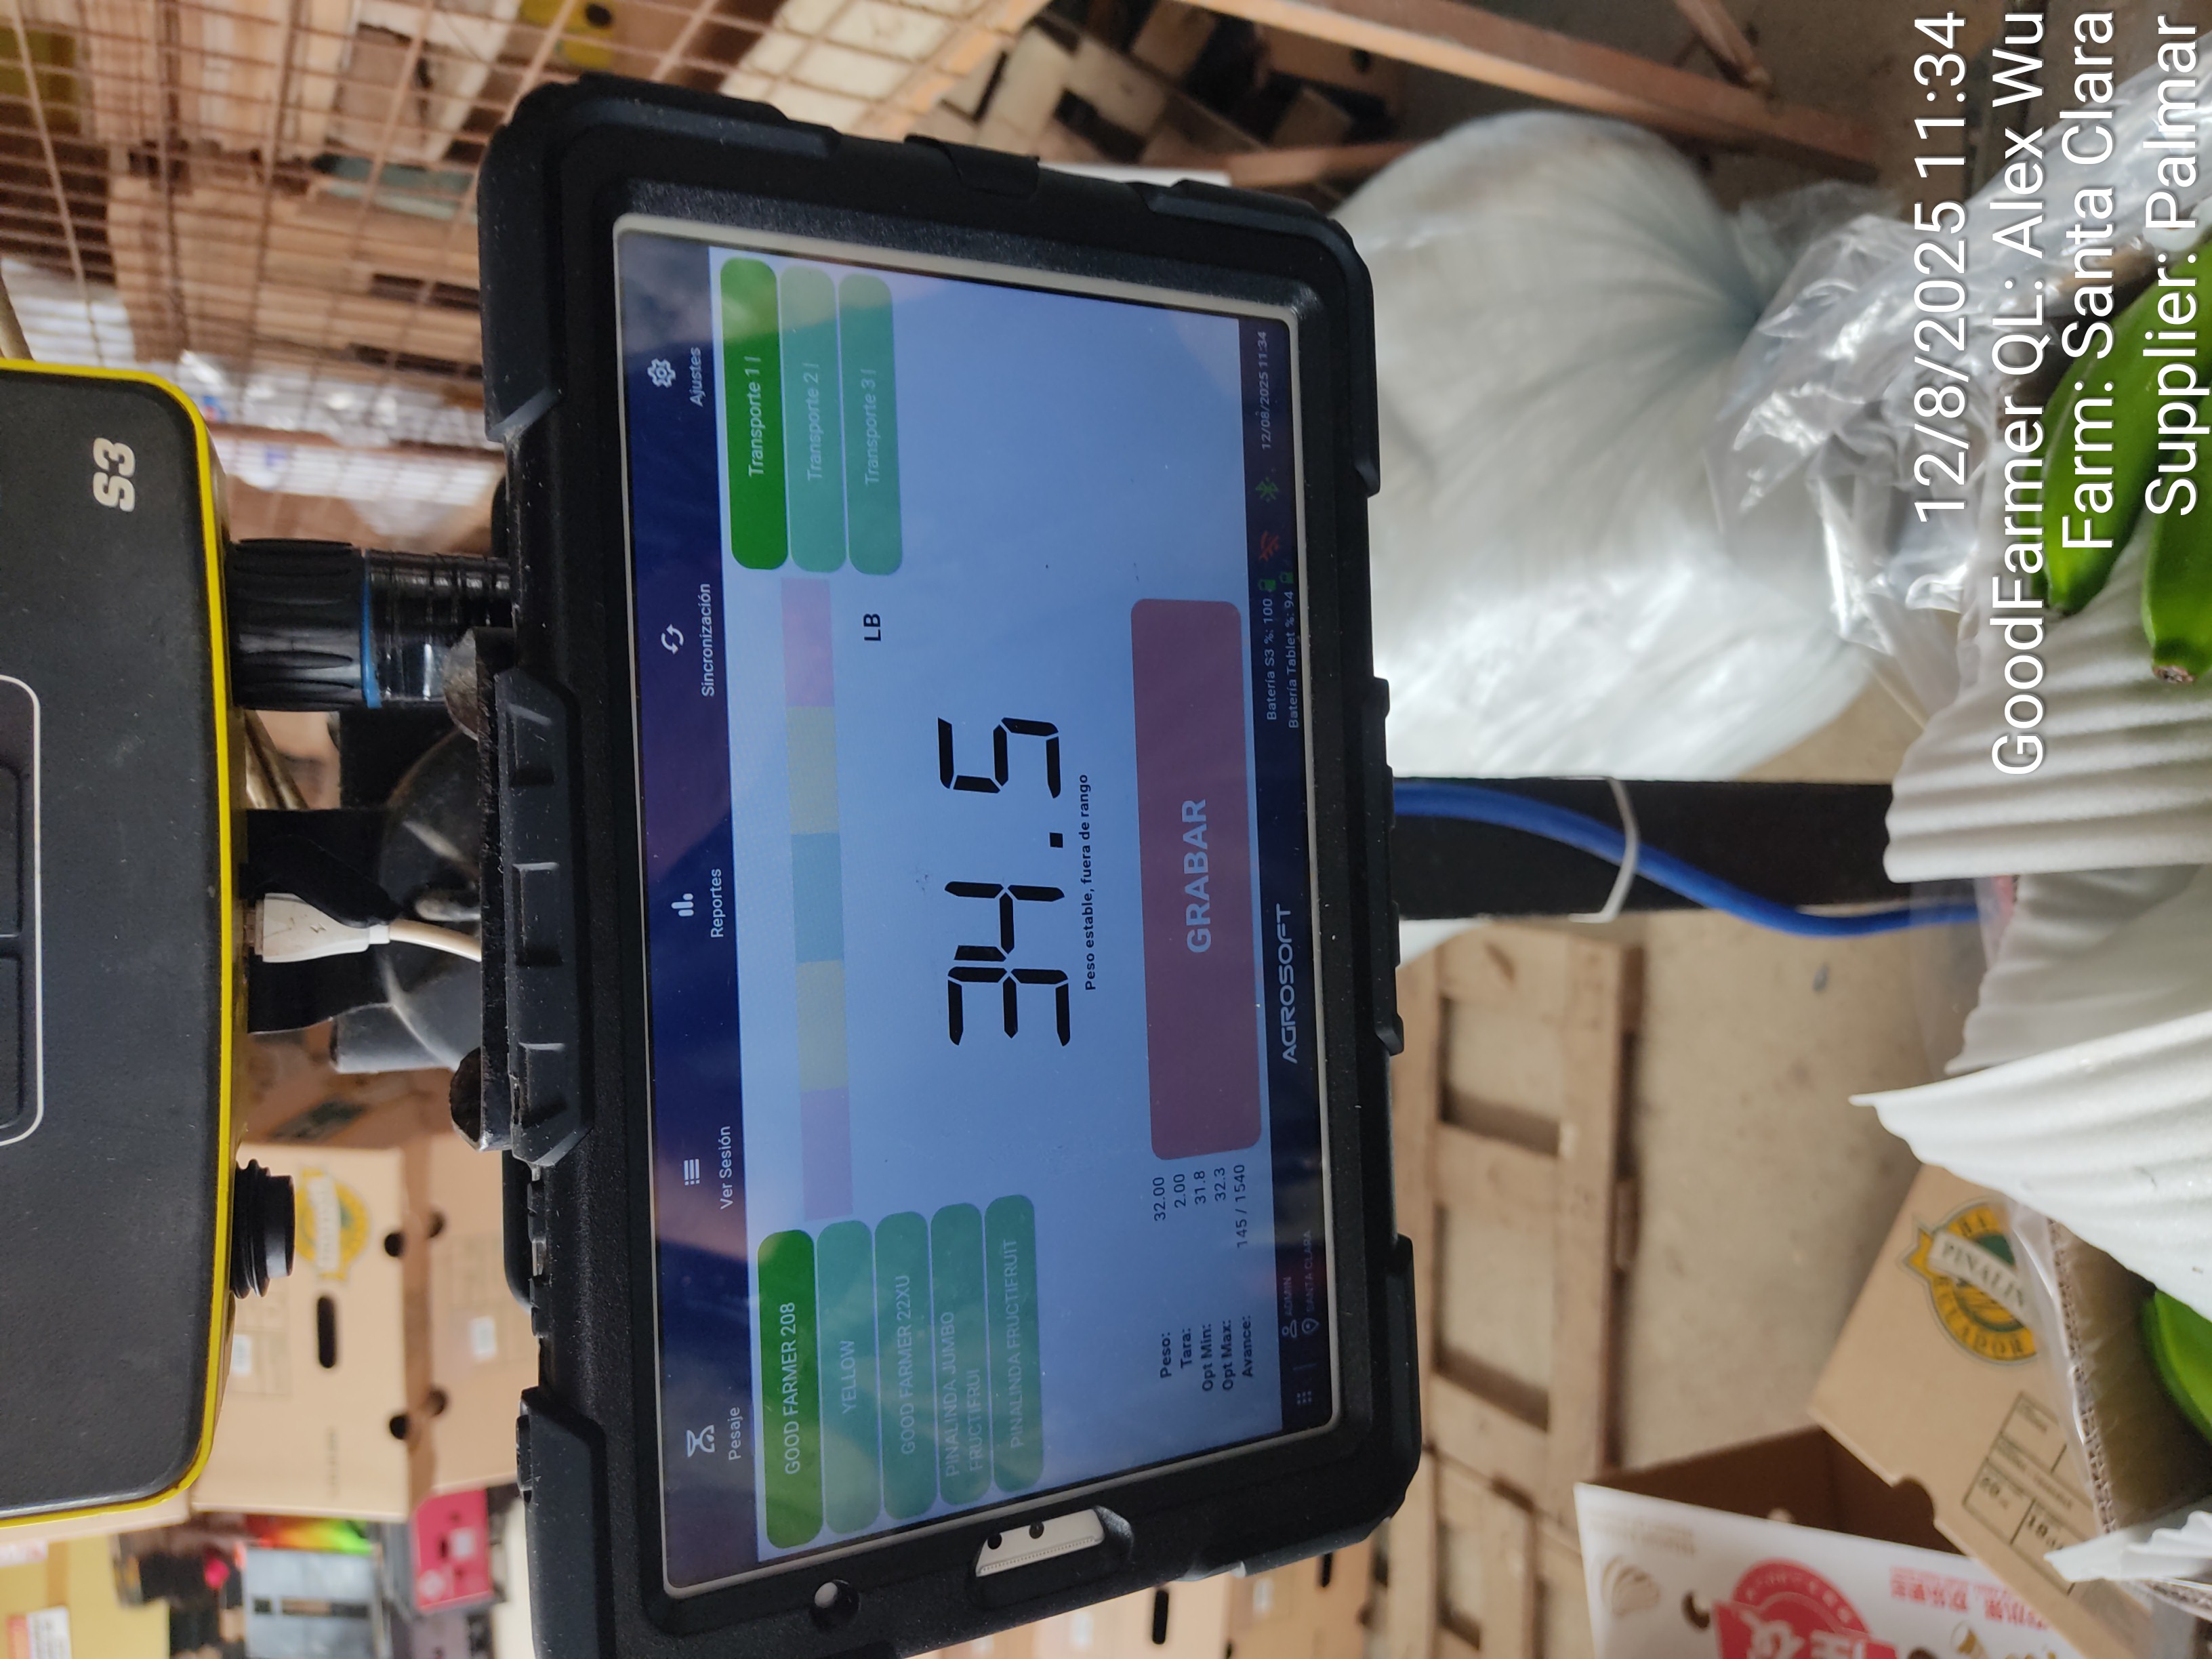 S3
Pesaje
Ver Sesión
Reportes
Sincronización
Ajustes
GOOD FARMER 208
YELLOW
GOOD FARMER 22XU
PINALINDA JUMBO
FRUCTIFRUI
PINALINDA FRUCTIFRUIT
Transporte 1 |
Transporte 2 |
Transporte 3 |
LB
34.5
Peso estable, fuera de rango
Peso: 32.00
Tara: 2.00
Opt Min: 31.8
Opt Max: 32.3
Avance: 145 / 1540
GRABAR
ADMIN
SANTA CLARA
AGROSOFT
Batería S3 %: 100
Batería Tablet %: 94
12/08/2025 11:34
12/8/2025 11:34
GoodFarmer QL: Alex Wu
Farm: Santa Clara
Supplier: Palmar